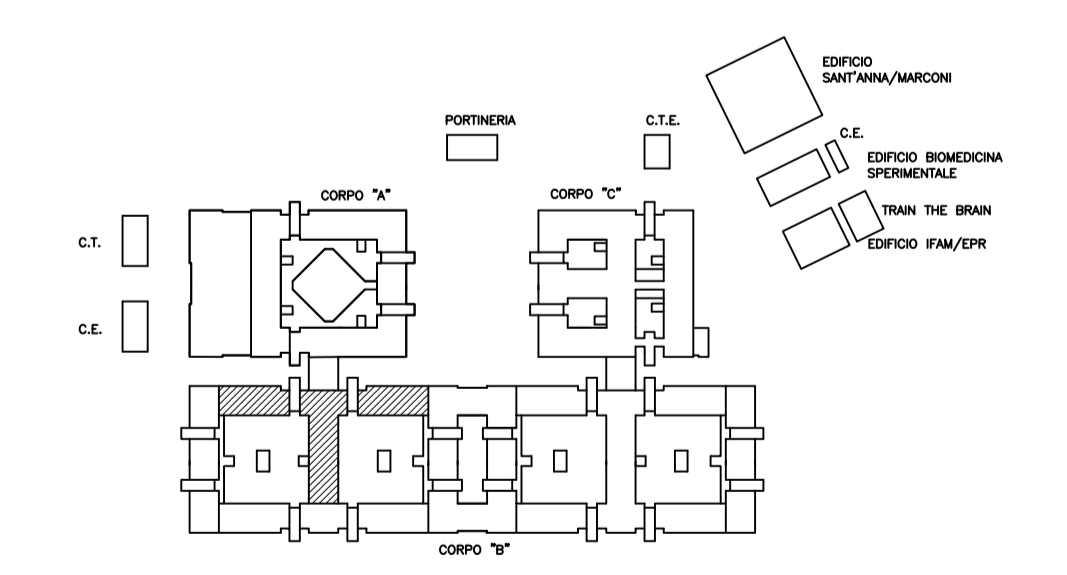 EDIFICIO
SANT'ANNA/MARCONI
PORTINERIA
C.T.E.
C.E.
EDIFICIO BIOMEDICINA
SPERIMENTALE
CORPO "A"
CORPO "C"
TRAIN THE BRAIN
C.T.
EDIFICIO IFAM/EPR
C.E.
CORPO "B"